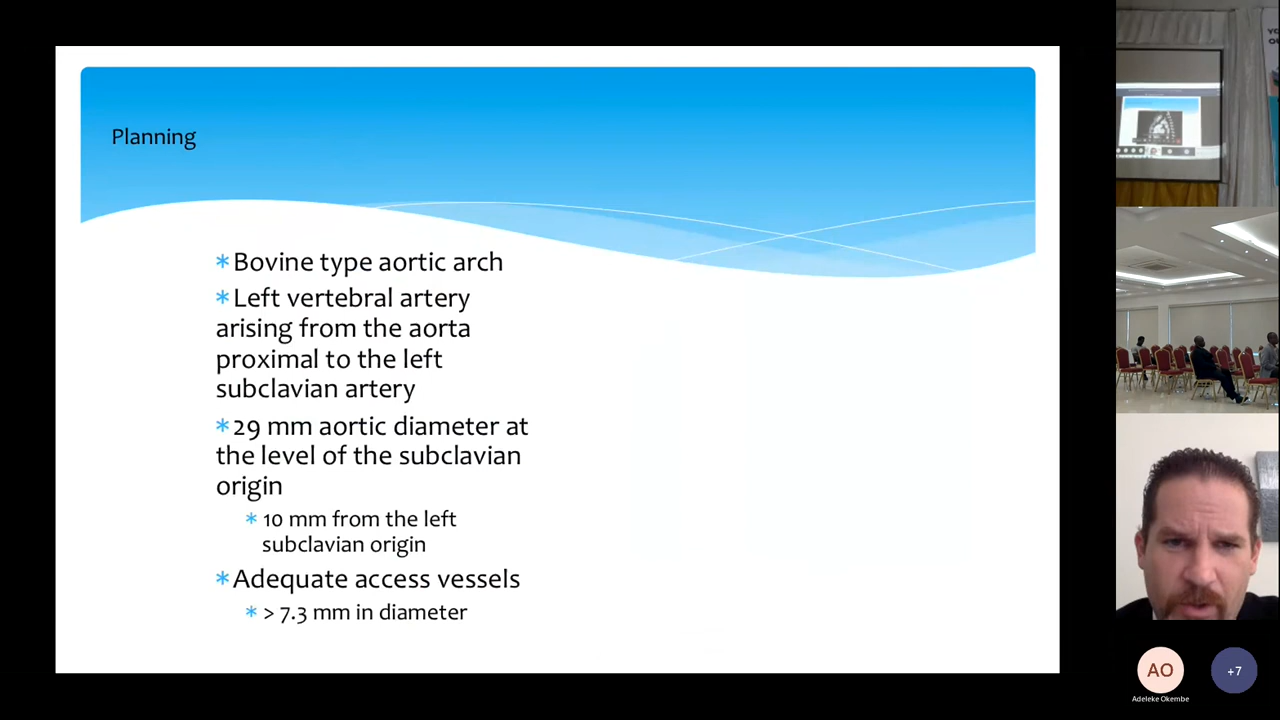 Planning
*Bovine type aortic arch
*Left vertebral artery
arising from the aorta
proximal to the left
subclavian artery
*29 mm aortic diameter at
the level of the subclavian
origin
* 10 mm from the left
subclavian origin
*Adequate access vessels
* > 7.3 mm in diameter
AO
+7
Adeleke Okembe